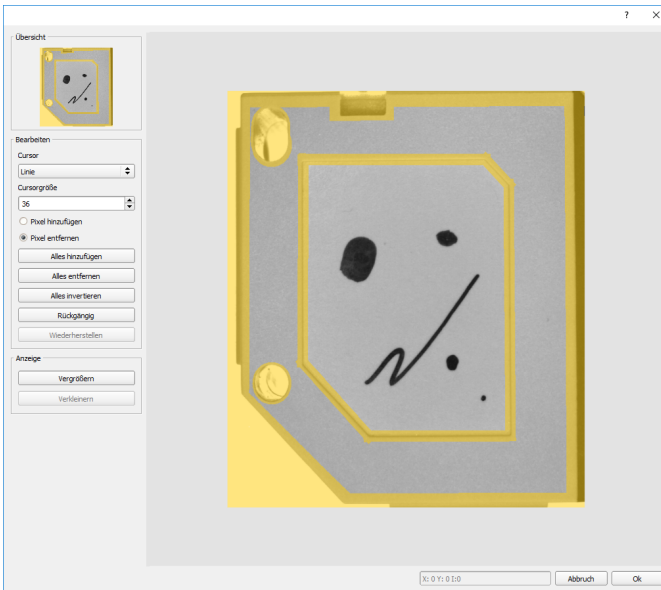 ?
Übersicht
Bearbeiten
Cursor
Linie
Cursorgröße
36
Pixel hinzufügen
Pixel entfernen
Alles hinzufügen
Alles entfernen
Alles invertieren
Rückgängig
Wiederherstellen
Anzeige
Vergrößern
Verkleinern
X: 0 Y: 0 I:0
Abbruch
Ok